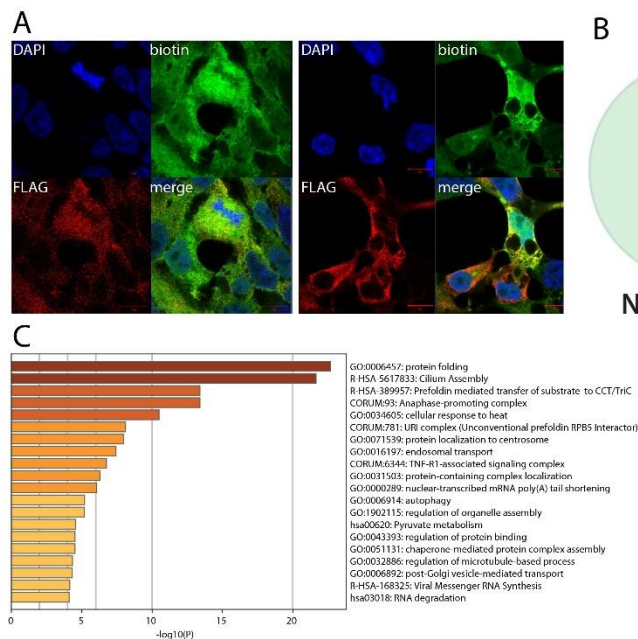 A
B
DAPI biotin DAPI biotin
FLAG merge FLAG merge
N
C
GO:0006457: protein folding
R-HSA-5617833: Cilium Assembly
R-HSA-389957: Prefoldin mediated transfer of substrate to CCT/TriC
CORUM:93: Anaphase-promoting complex
GO:0034605: cellular response to heat
CORUM:781: URI complex (Unconventional prefoldin RPB5 Interactor)
GO:0071539: protein localization to centrosome
GO:0016197: endosomal transport
CORUM:6344: TNF-R1-associated signaling complex
GO:0031503: protein-containing complex localization
GO:0000289: nuclear-transcribed mRNA poly(A) tail shortening
GO:0006914: autophagy
GO:1902115: regulation of organelle assembly
hsa00620: Pyruvate metabolism
GO:0043393: regulation of protein binding
GO:0051131: chaperone-mediated protein complex assembly
GO:0032886: regulation of microtubule-based process
GO:0006892: post-Golgi vesicle-mediated transport
R-HSA-168325: Viral Messenger RNA Synthesis
hsa03018: RNA degradation
0 5 10 15 20
-log10(P)